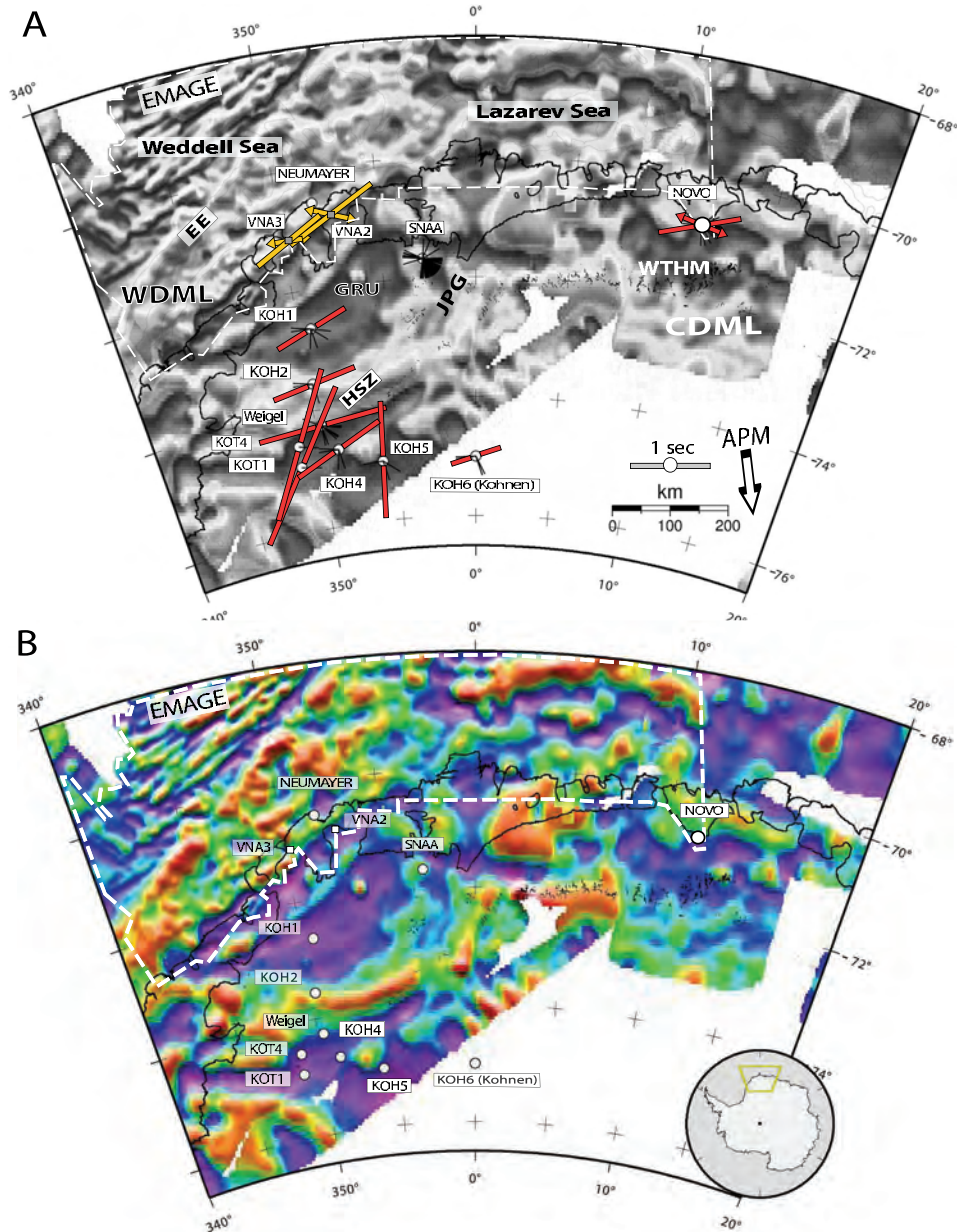 A
0°
350°
10°
340°
20°
-68°
EMAGE
Lazarev Sea
Weddell Sea
NEUMAYER
NOVO
VNA3
VNA2
SNAA
-70°
EE
WTHM
WDML
GRU
JPG
CDML
KOH1
-72°
KOH2
HSZ
Weigel
KOT4
KOH5
1 sec
APM
KOT1
-74°
KOH4
KOH6 (Kohnen)
km
0 100 200
0°
-76°
350°
10°
20°
B
0°
350°
10°
340°
20°
-68°
EMAGE
NEUMAYER
NOVO
VNA2
VNA3
SNAA
-70°
KOH1
-72°
KOH2
Weigel
KOH4
KOT4
KOT1
KOH5
KOH6 (Kohnen)
74°
0°
350°
10°
340°
20°